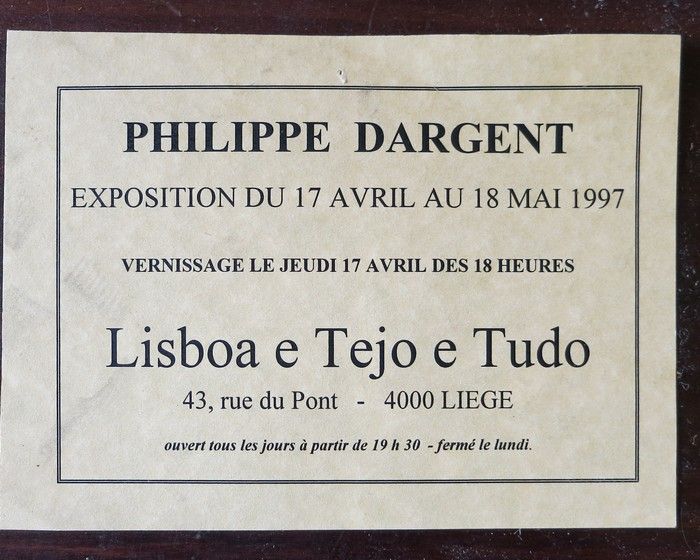 PHILIPPE DARGENT
EXPOSITION DU 17 AVRIL AU 18 MAI 1997
VERNISSAGE LE JEUDI 17 AVRIL DES 18 HEURES
Lisboa e Tejo e Tudo
43, rue du Pont - 4000 LIEGE
ouvert tous les jours à partir de 19 h 30 - fermé le lundi.